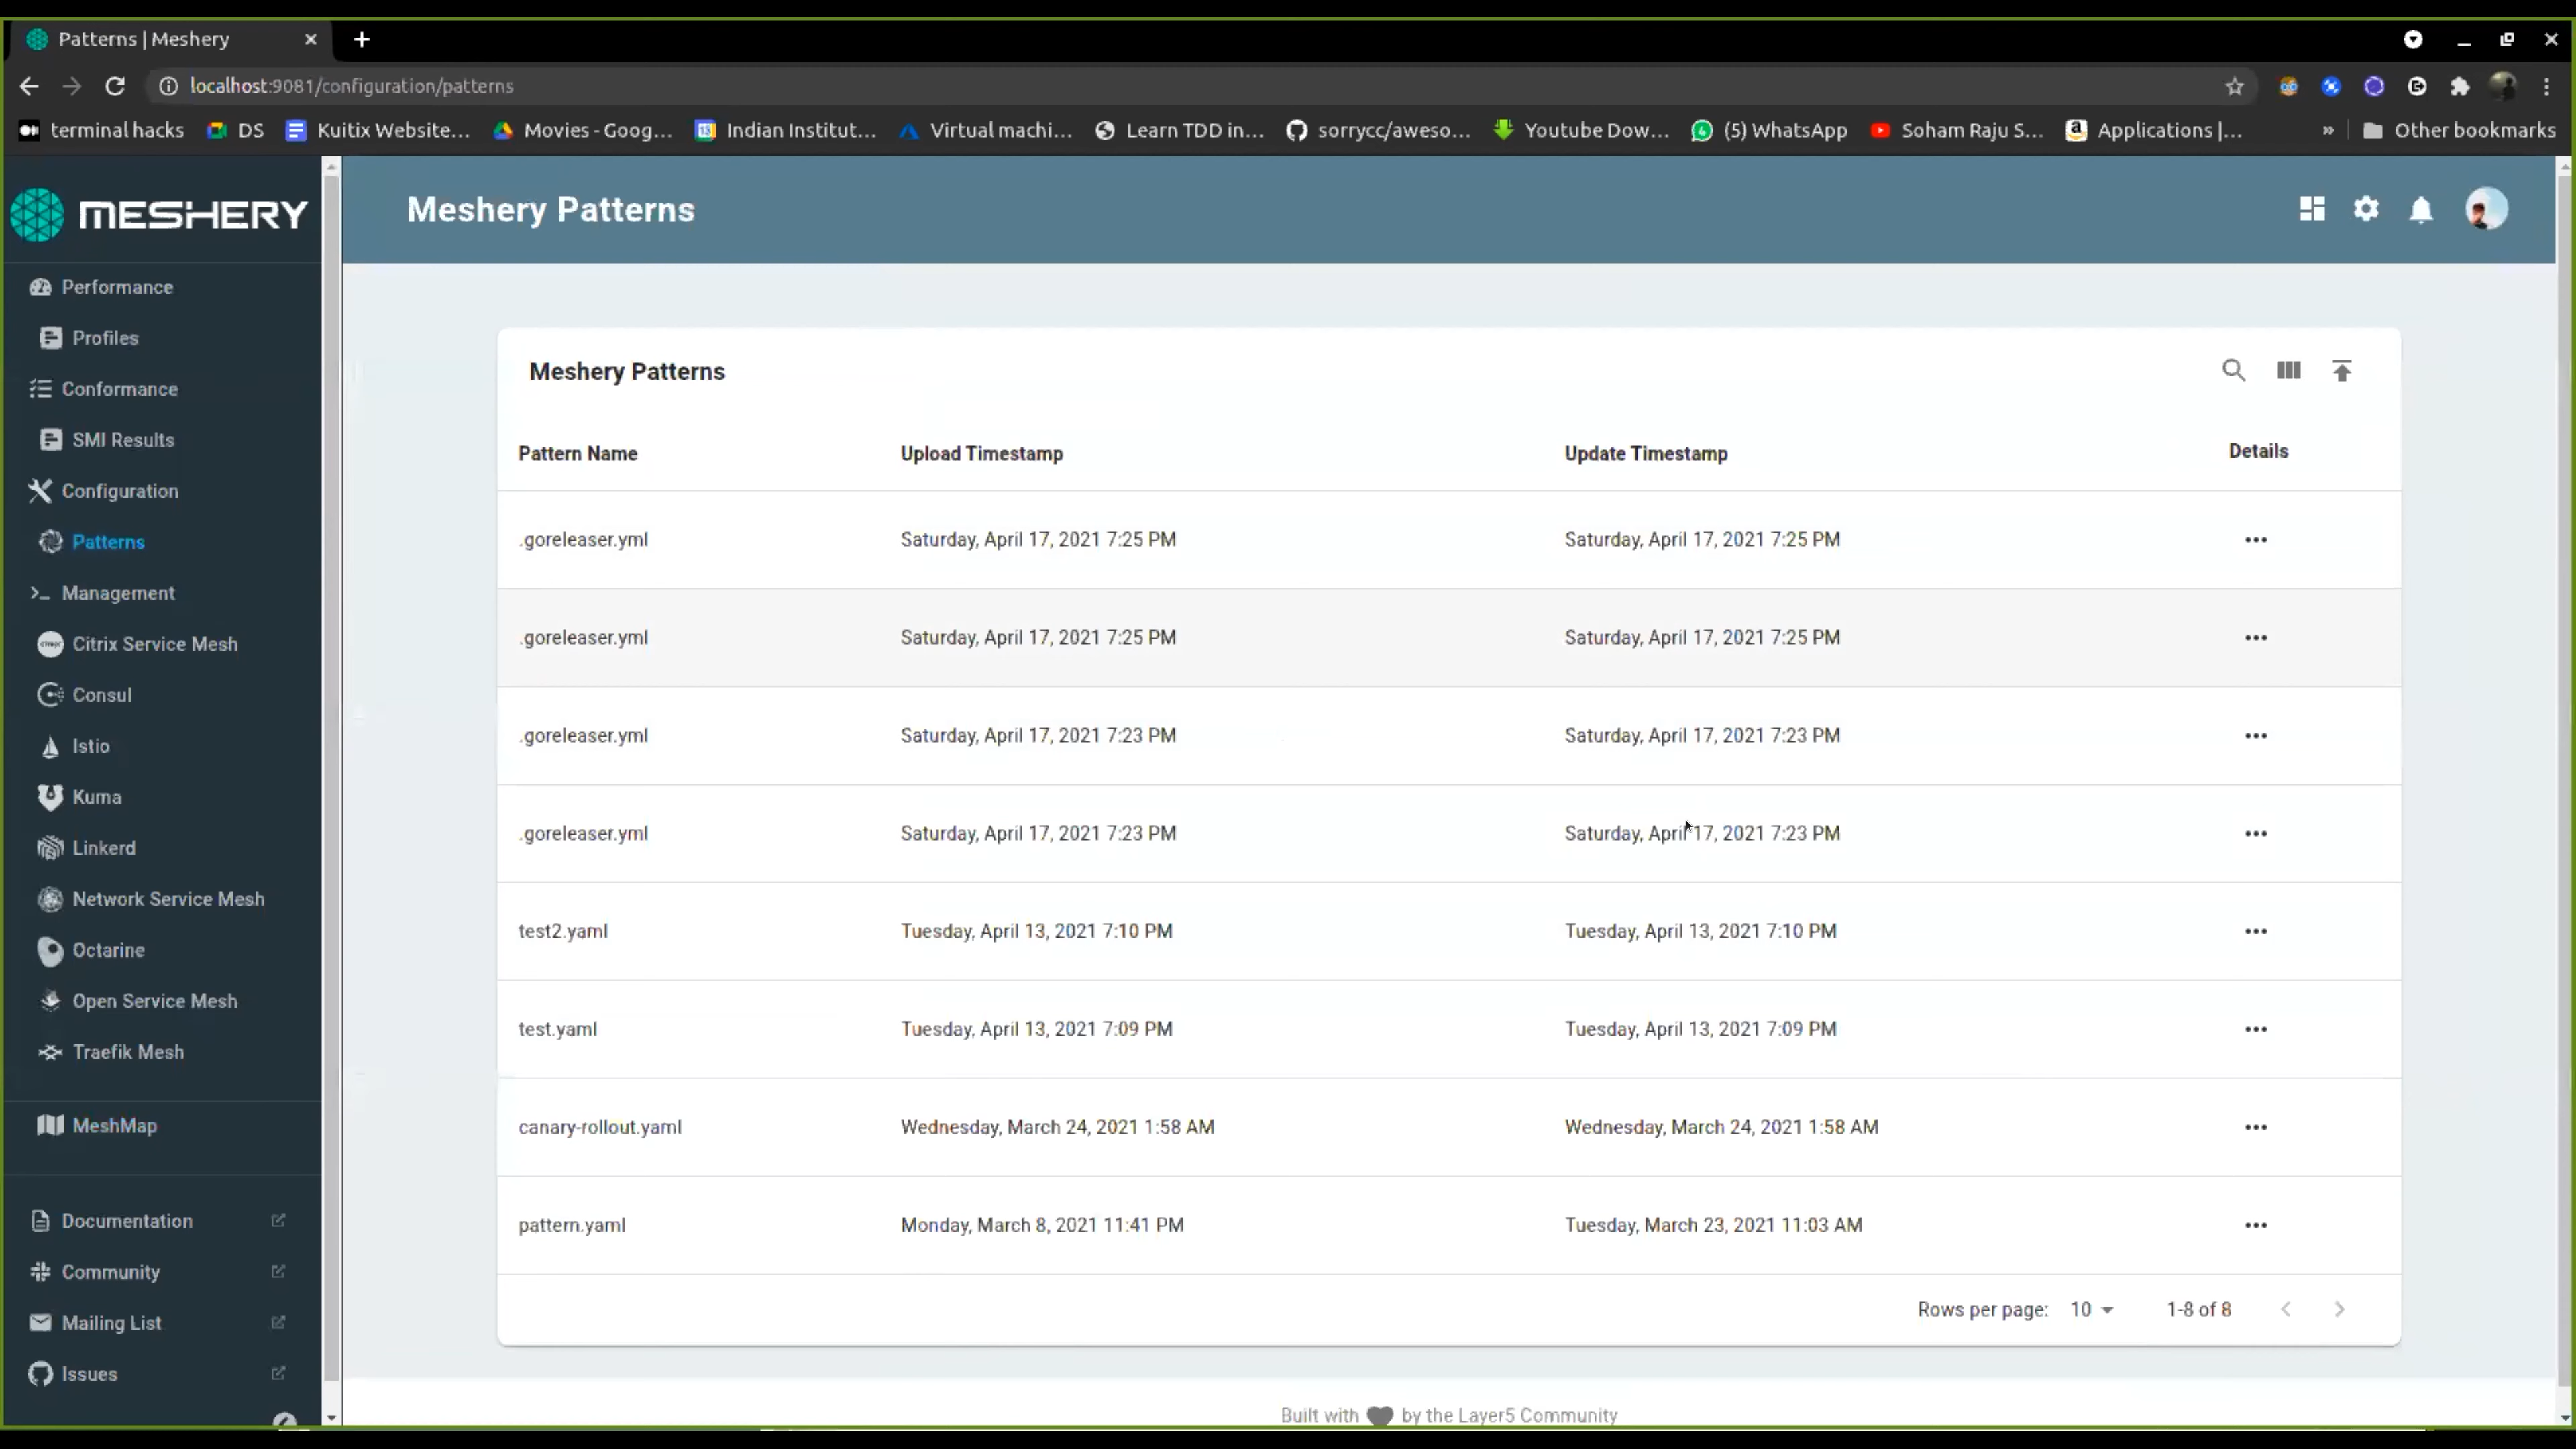 Patterns | Meshery
localhost:9081/configuration/patterns
terminal hacks DS Kuitix Website... Movies - Goog... Indian Institut... Virtual machi... Learn TDD in... sorrycc/aweso... Youtube Dow... (5) WhatsApp Soham Raju S... Applications |... » Other bookmarks
MESHERY
Meshery Patterns
Performance
Profiles
Conformance
SMI Results
Configuration
Patterns
Management
Citrix Service Mesh
Consul
Istio
Kuma
Linkerd
Network Service Mesh
Octarine
Open Service Mesh
Traefik Mesh
MeshMap
Documentation
Community
Mailing List
Issues
Meshery Patterns
Pattern Name Upload Timestamp Update Timestamp Details
.goreleaser.yml Saturday, April 17, 2021 7:25 PM Saturday, April 17, 2021 7:25 PM
.goreleaser.yml Saturday, April 17, 2021 7:25 PM Saturday, April 17, 2021 7:25 PM
.goreleaser.yml Saturday, April 17, 2021 7:23 PM Saturday, April 17, 2021 7:23 PM
.goreleaser.yml Saturday, April 17, 2021 7:23 PM Saturday, April 17, 2021 7:23 PM
test2.yaml Tuesday, April 13, 2021 7:10 PM Tuesday, April 13, 2021 7:10 PM
test.yaml Tuesday, April 13, 2021 7:09 PM Tuesday, April 13, 2021 7:09 PM
canary-rollout.yaml Wednesday, March 24, 2021 1:58 AM Wednesday, March 24, 2021 1:58 AM
pattern.yaml Monday, March 8, 2021 11:41 PM Tuesday, March 23, 2021 11:03 AM
Rows per page: 10 1-8 of 8
Built with by the Layer5 Community